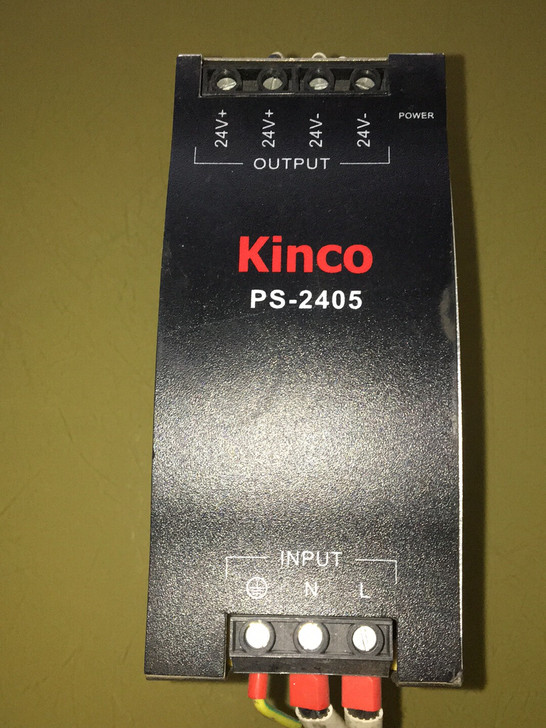 24V+ 24V+ 24V- 24V- POWER
OUTPUT
Kinco
PS-2405
INPUT
N L